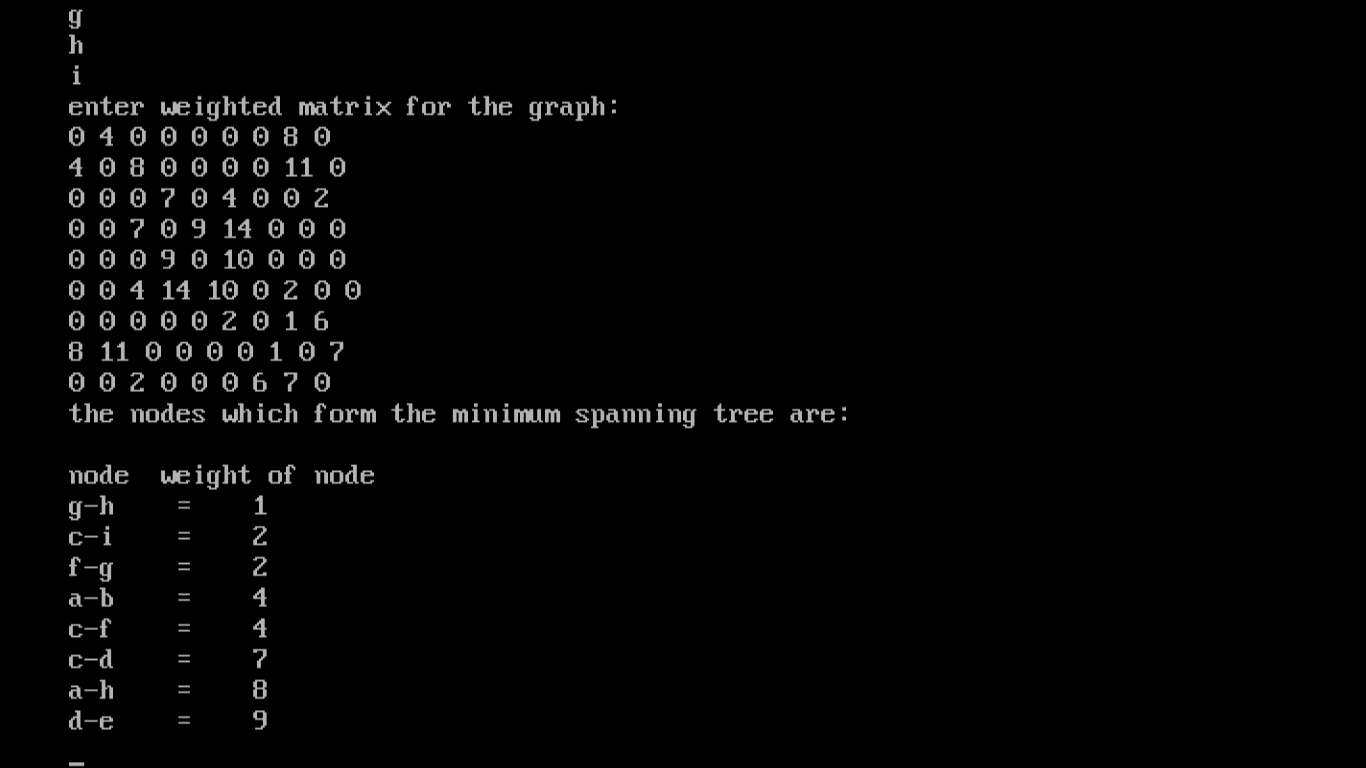 g
h
i
enter weighted matrix for the graph:
0 4 0 0 0 0 0 8 0
4 0 8 0 0 0 0 11 0
0 0 0 7 0 4 0 0 2
0 0 7 0 9 14 0 0 0
0 0 0 9 0 10 0 0 0
0 0 4 14 10 0 2 0 0
0 0 0 0 0 2 0 1 6
8 11 0 0 0 0 1 0 7
0 0 2 0 0 0 6 7 0
the nodes which form the minimum spanning tree are:
node weight of node
g-h = 1
c-i = 2
f-g = 2
a-b = 4
c-f = 4
c-d = 7
a-h = 8
d-e = 9
_